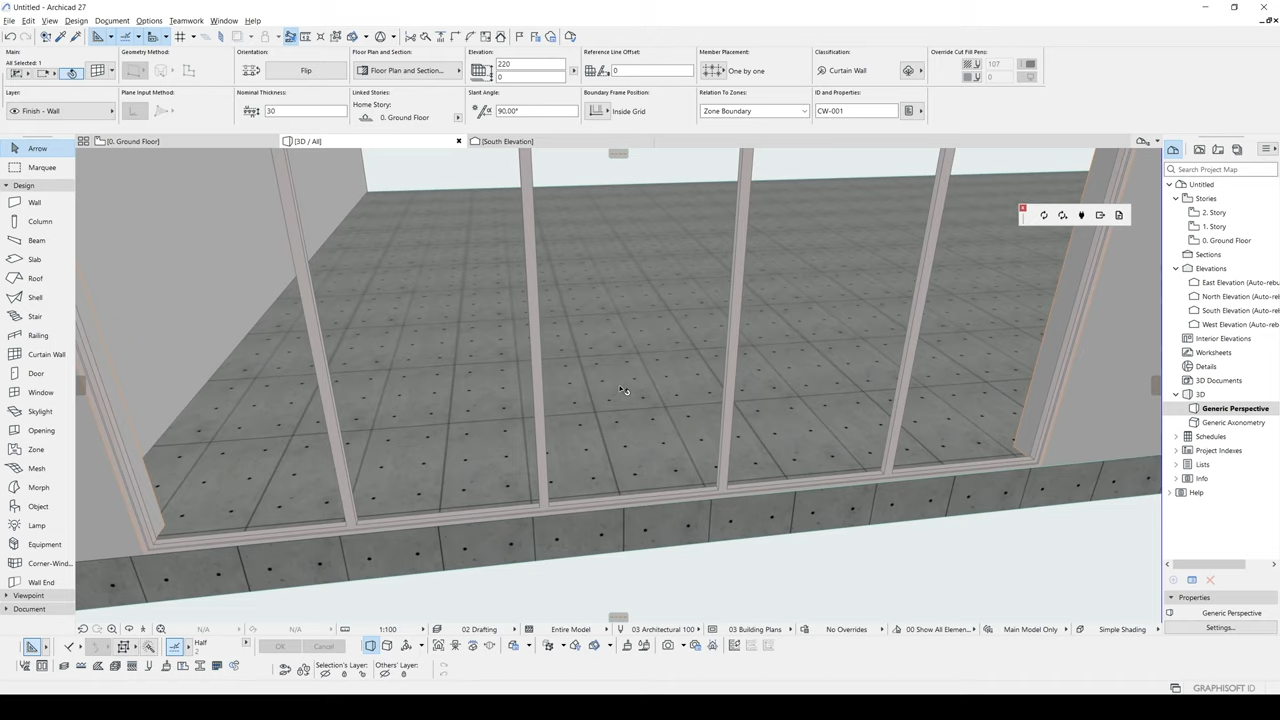 Untitled - Archicad 27
File Edit View Design Document Options Teamwork Window Help
Main: Geometry Method: Orientation: Floor Plan and Section: Elevation: Reference Line Offset: Member Placement: Classification: Override Cut Fill Pens:
All Selected: 1
Flip Floor Plan and Section... 220 0 0 One by one Curtain Wall 107
Layer: Plane Input Method: Nominal Thickness: Linked Stories: Slant Angle: Boundary Frame Position: Relation To Zones: ID and Properties:
Finish - Wall 30 Home Story: 0. Ground Floor 90.00° Inside Grid Zone Boundary CW-001
[0. Ground Floor] [3D / All] [South Elevation]
Arrow
Marquee
Design
Wall
Column
Beam
Slab
Roof
Shell
Stair
Railing
Curtain Wall
Door
Window
Skylight
Opening
Zone
Mesh
Morph
Object
Lamp
Equipment
Corner-Wind...
Wall End
Viewpoint
Document
Search Project Map
Untitled
Stories
2. Story
1. Story
0. Ground Floor
Sections
Elevations
East Elevation (Auto-reb
North Elevation (Auto-re
South Elevation (Auto-re
West Elevation (Auto-reb
Interior Elevations
Worksheets
Details
3D Documents
3D
Generic Perspective
Generic Axonometry
Schedules
Project Indexes
Lists
Info
Help
Properties
Generic Perspective
Settings...
N/A N/A 1:100 02 Drafting Entire Model 03 Architectural 100 03 Building Plans No Overrides 00 Show All Elemen... Main Model Only Simple Shading
Half
2
OK Cancel
Selection's Layer: Others' Layer:
GRAPHISOFT ID